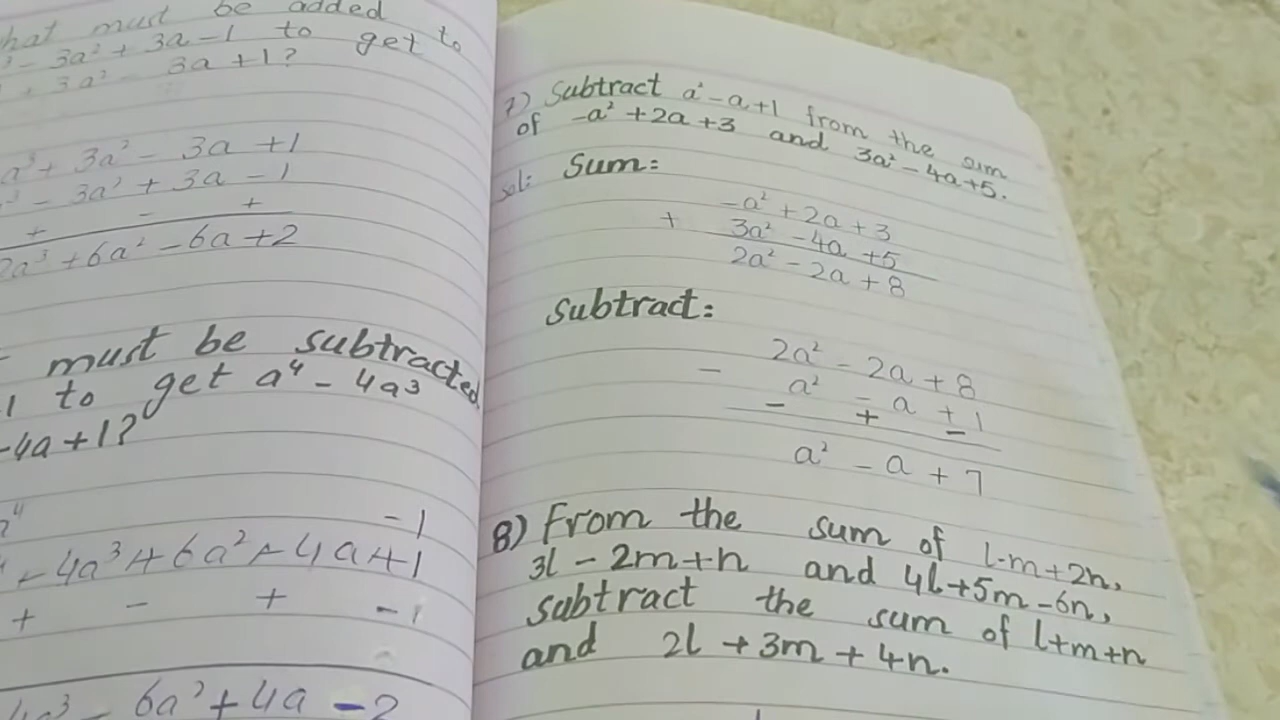 what must be added to
- 3a² + 3a - 1 to get
+ 3a² - 3a + 1?
a³ + 3a² - 3a + 1
- 3a² + 3a - 1
+ - +
2a³ + 6a² - 6a + 2
must be subtracted
1 to get a⁴ - 4a³
- 4a + 1?
- 1
- 4a³ + 6a² - 4a + 1
+ - + - 1
6a² + 4a - 2
7) Subtract a² - a + 1 from the sum
of -a² + 2a + 3 and 3a² - 4a + 5.
sol: Sum:
-a² + 2a + 3
+ 3a² - 4a + 5
2a² - 2a + 8
Subtract:
2a² - 2a + 8
- a² - a + 1
- + -
a² - a + 7
8) From the sum of l-m+2n,
3l - 2m + n and 4l + 5m - 6n,
subtract the sum of l+m+n
and 2l + 3m + 4n.